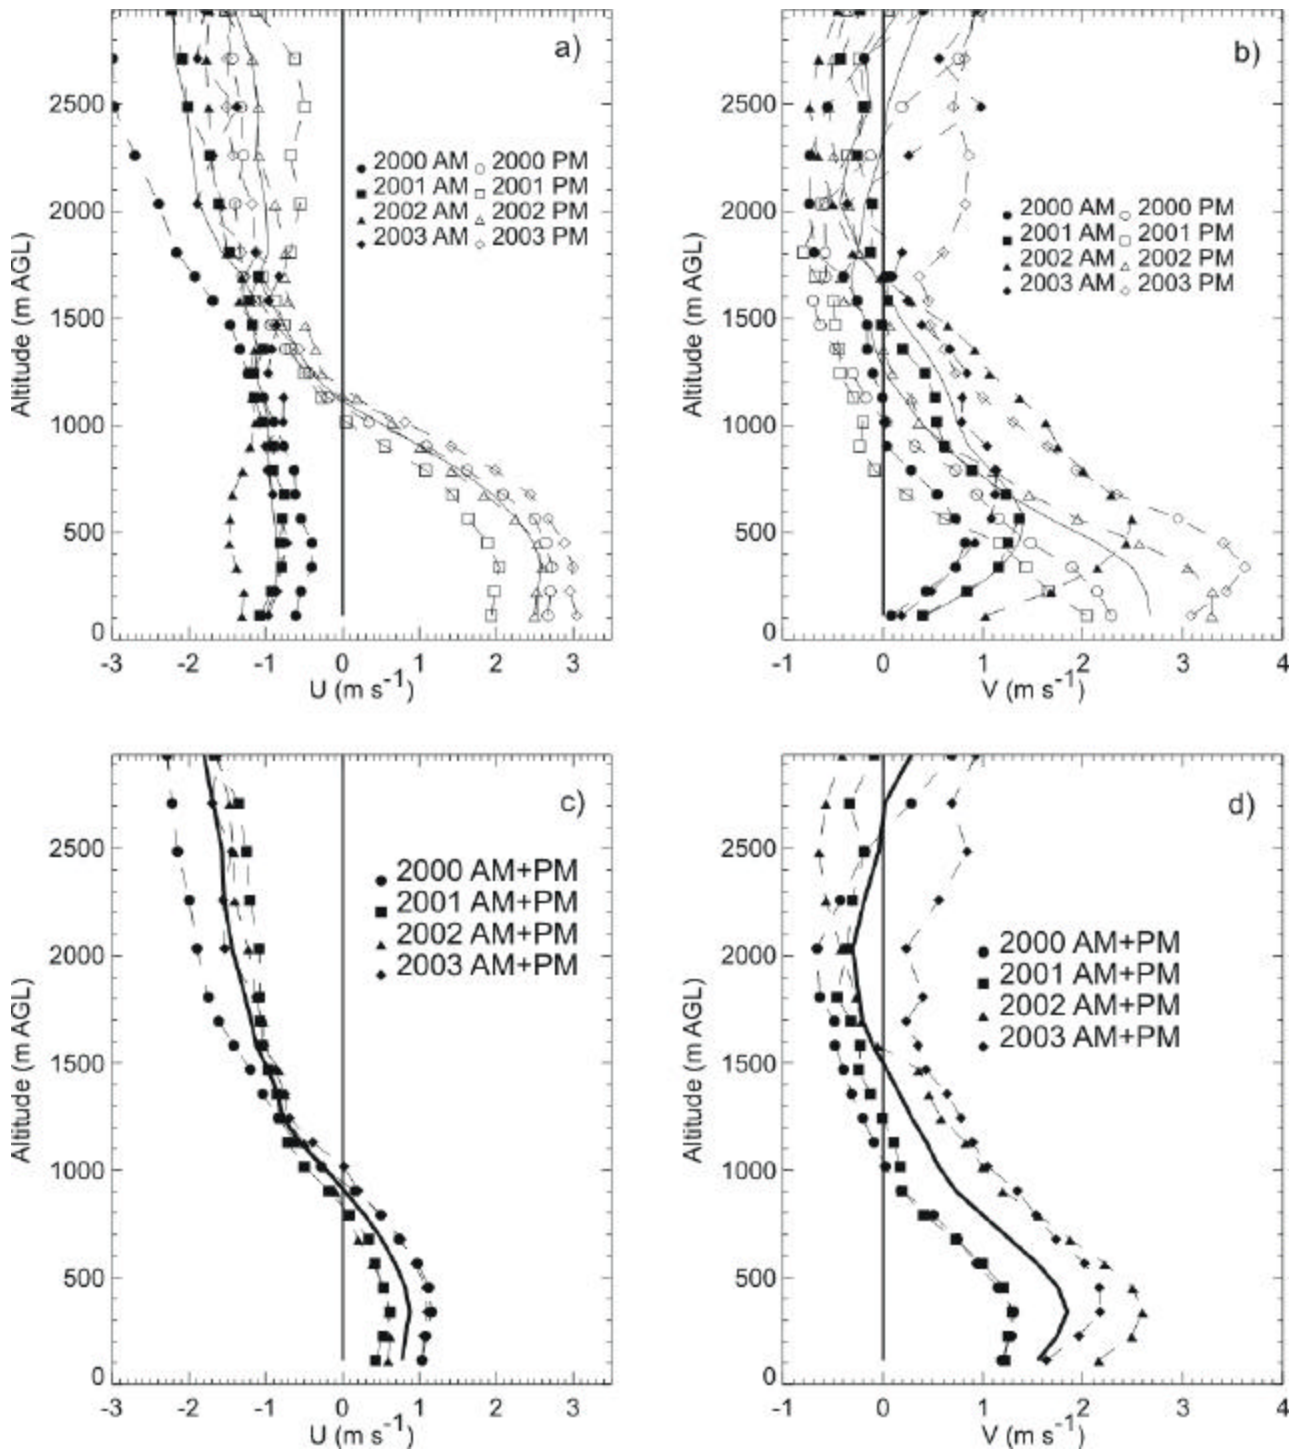 a)
2500
2000
1500
1000
500
0
Altitude (m AGL)
2000 AM 2000 PM
2001 AM 2001 PM
2002 AM 2002 PM
2003 AM 2003 PM
-3 -2 -1 0 1 2 3
U (m s-1)
b)
2500
2000
1500
1000
500
0
Altitude (m AGL)
2000 AM 2000 PM
2001 AM 2001 PM
2002 AM 2002 PM
2003 AM 2003 PM
-1 0 1 2 3 4
V (m s-1)
c)
2500
2000
1500
1000
500
0
Altitude (m AGL)
2000 AM+PM
2001 AM+PM
2002 AM+PM
2003 AM+PM
-3 -2 -1 0 1 2 3
U (m s-1)
d)
2500
2000
1500
1000
500
0
Altitude (m AGL)
2000 AM+PM
2001 AM+PM
2002 AM+PM
2003 AM+PM
-1 0 1 2 3 4
V (m s-1)